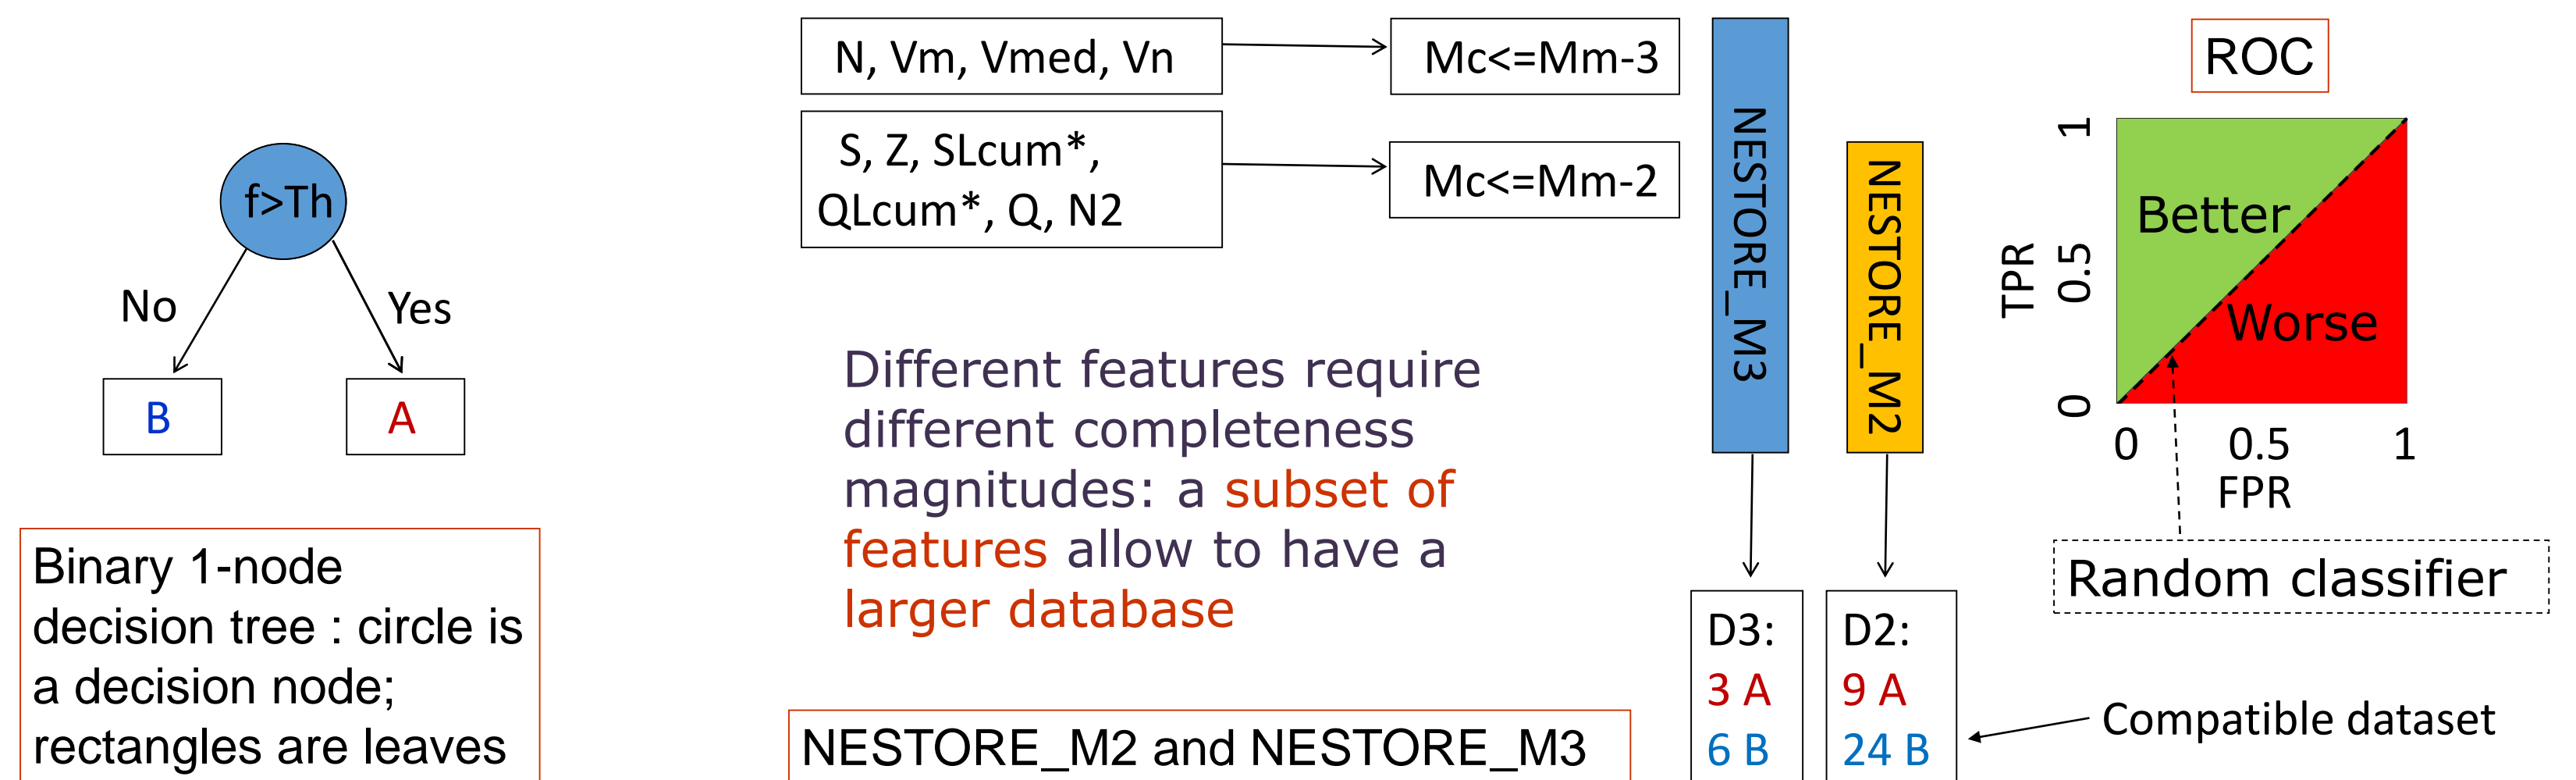 f>Th
No
Yes
B
A
Binary 1-node
decision tree : circle is
a decision node;
rectangles are leaves
N, Vm, Vmed, Vn
Mc<=Mm-3
S, Z, SLcum*,
QLcum*, Q, N2
Mc<=Mm-2
Different features require
different completeness
magnitudes: a subset of
features allow to have a
larger database
NESTORE_M2 and NESTORE_M3
NESTORE_M3
NESTORE_M2
D3:
3 A
6 B
D2:
9 A
24 B
Compatible dataset
ROC
TPR
1
0.5
0
Better
Worse
0 0.5 1
FPR
Random classifier